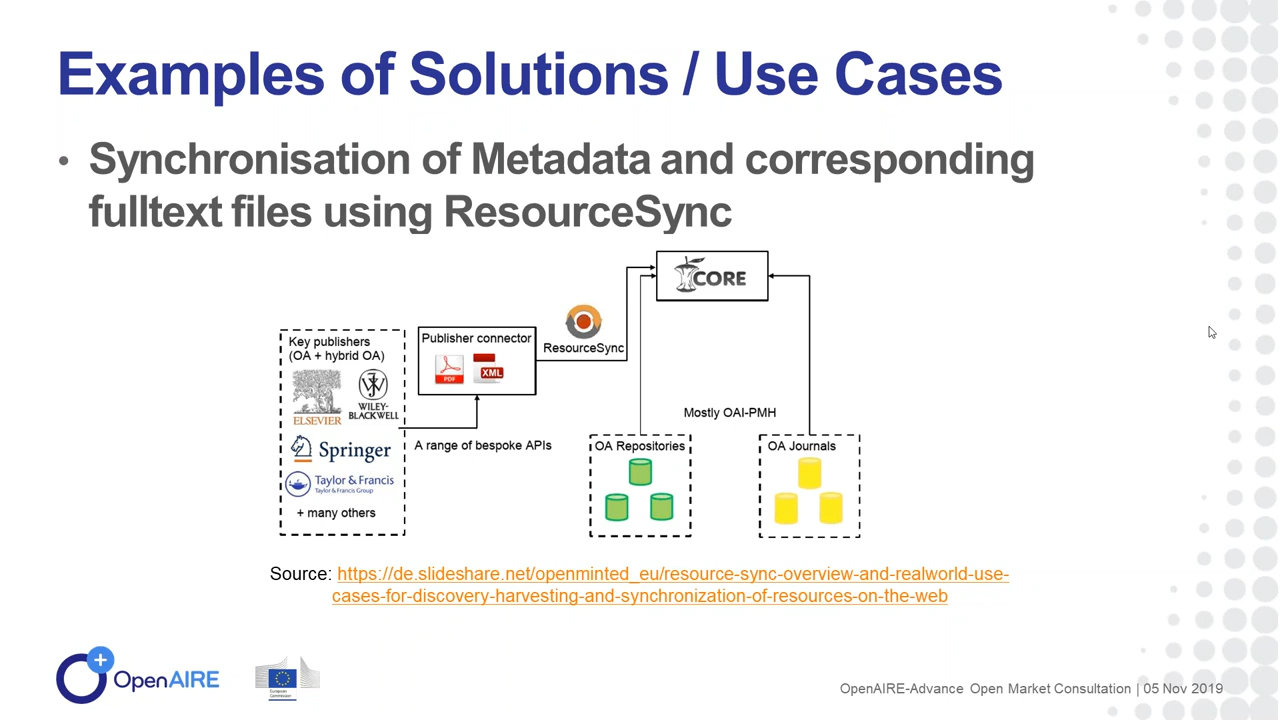 Examples of Solutions / Use Cases
• Synchronisation of Metadata and corresponding
fulltext files using ResourceSync
CORE
Key publishers
(OA + hybrid OA)
ELSEVIER
WILEY-
BLACKWELL
Springer
Taylor & Francis
Taylor & Francis Group
+ many others
Publisher connector
PDF
XML
ResourceSync
A range of bespoke APIs
Mostly OAI-PMH
OA Repositories
OA Journals
Source: https://de.slideshare.net/openminted_eu/resource-sync-overview-and-realworld-use-
cases-for-discovery-harvesting-and-synchronization-of-resources-on-the-web
OpenAIRE
European
Commission
OpenAIRE-Advance Open Market Consultation | 05 Nov 2019